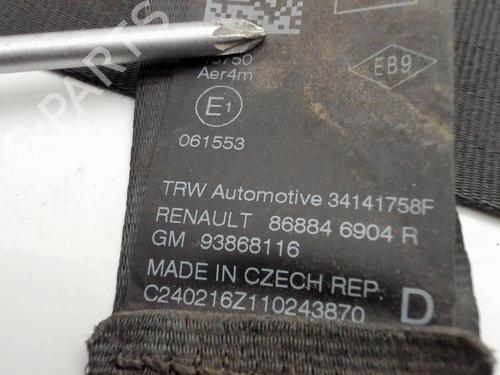 EB9
Aer4m
E1
061553
TRW Automotive 34141758F
RENAULT 86884 6904 R
GM 93868116
MADE IN CZECH REP.
C240216Z110243870 D